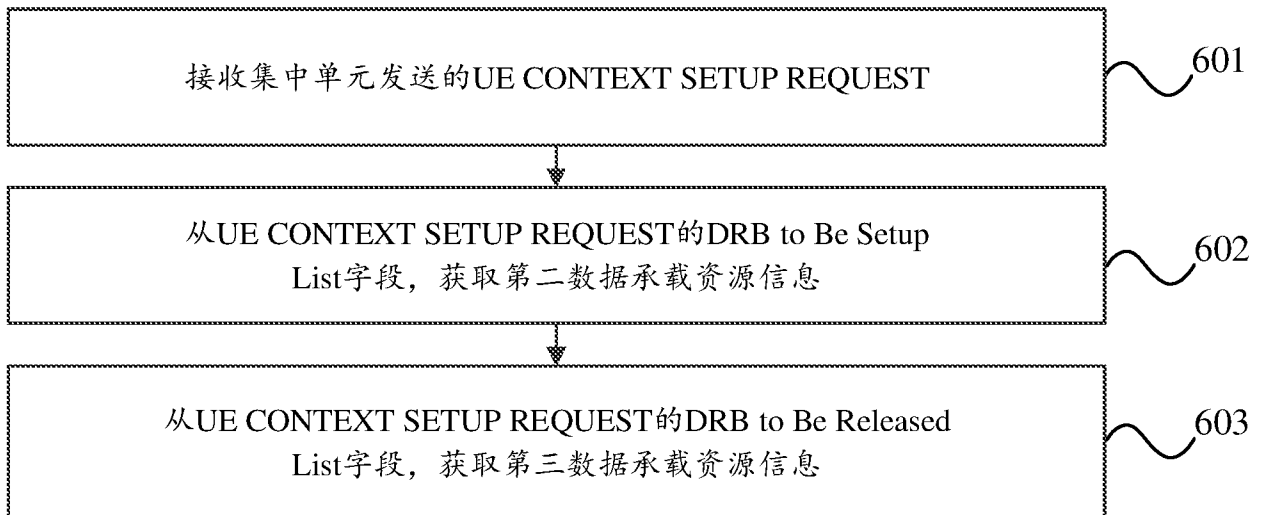 接收集中单元发送的UE CONTEXT SETUP REQUEST
601
从UE CONTEXT SETUP REQUEST的DRB to Be Setup
List字段，获取第二数据承载资源信息
602
从UE CONTEXT SETUP REQUEST的DRB to Be Released
List字段，获取第三数据承载资源信息
603